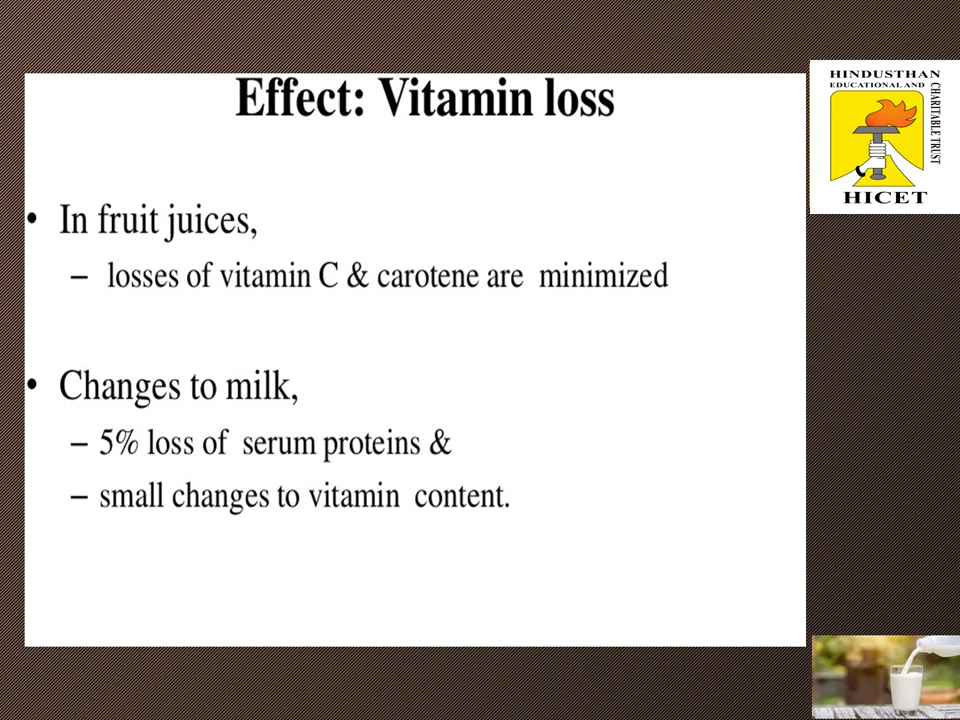 Effect: Vitamin loss
HINDUSTHAN
EDUCATIONAL AND
CHARITABLE TRUST
HICET
• In fruit juices,
– losses of vitamin C & carotene are minimized
• Changes to milk,
– 5% loss of serum proteins &
– small changes to vitamin content.